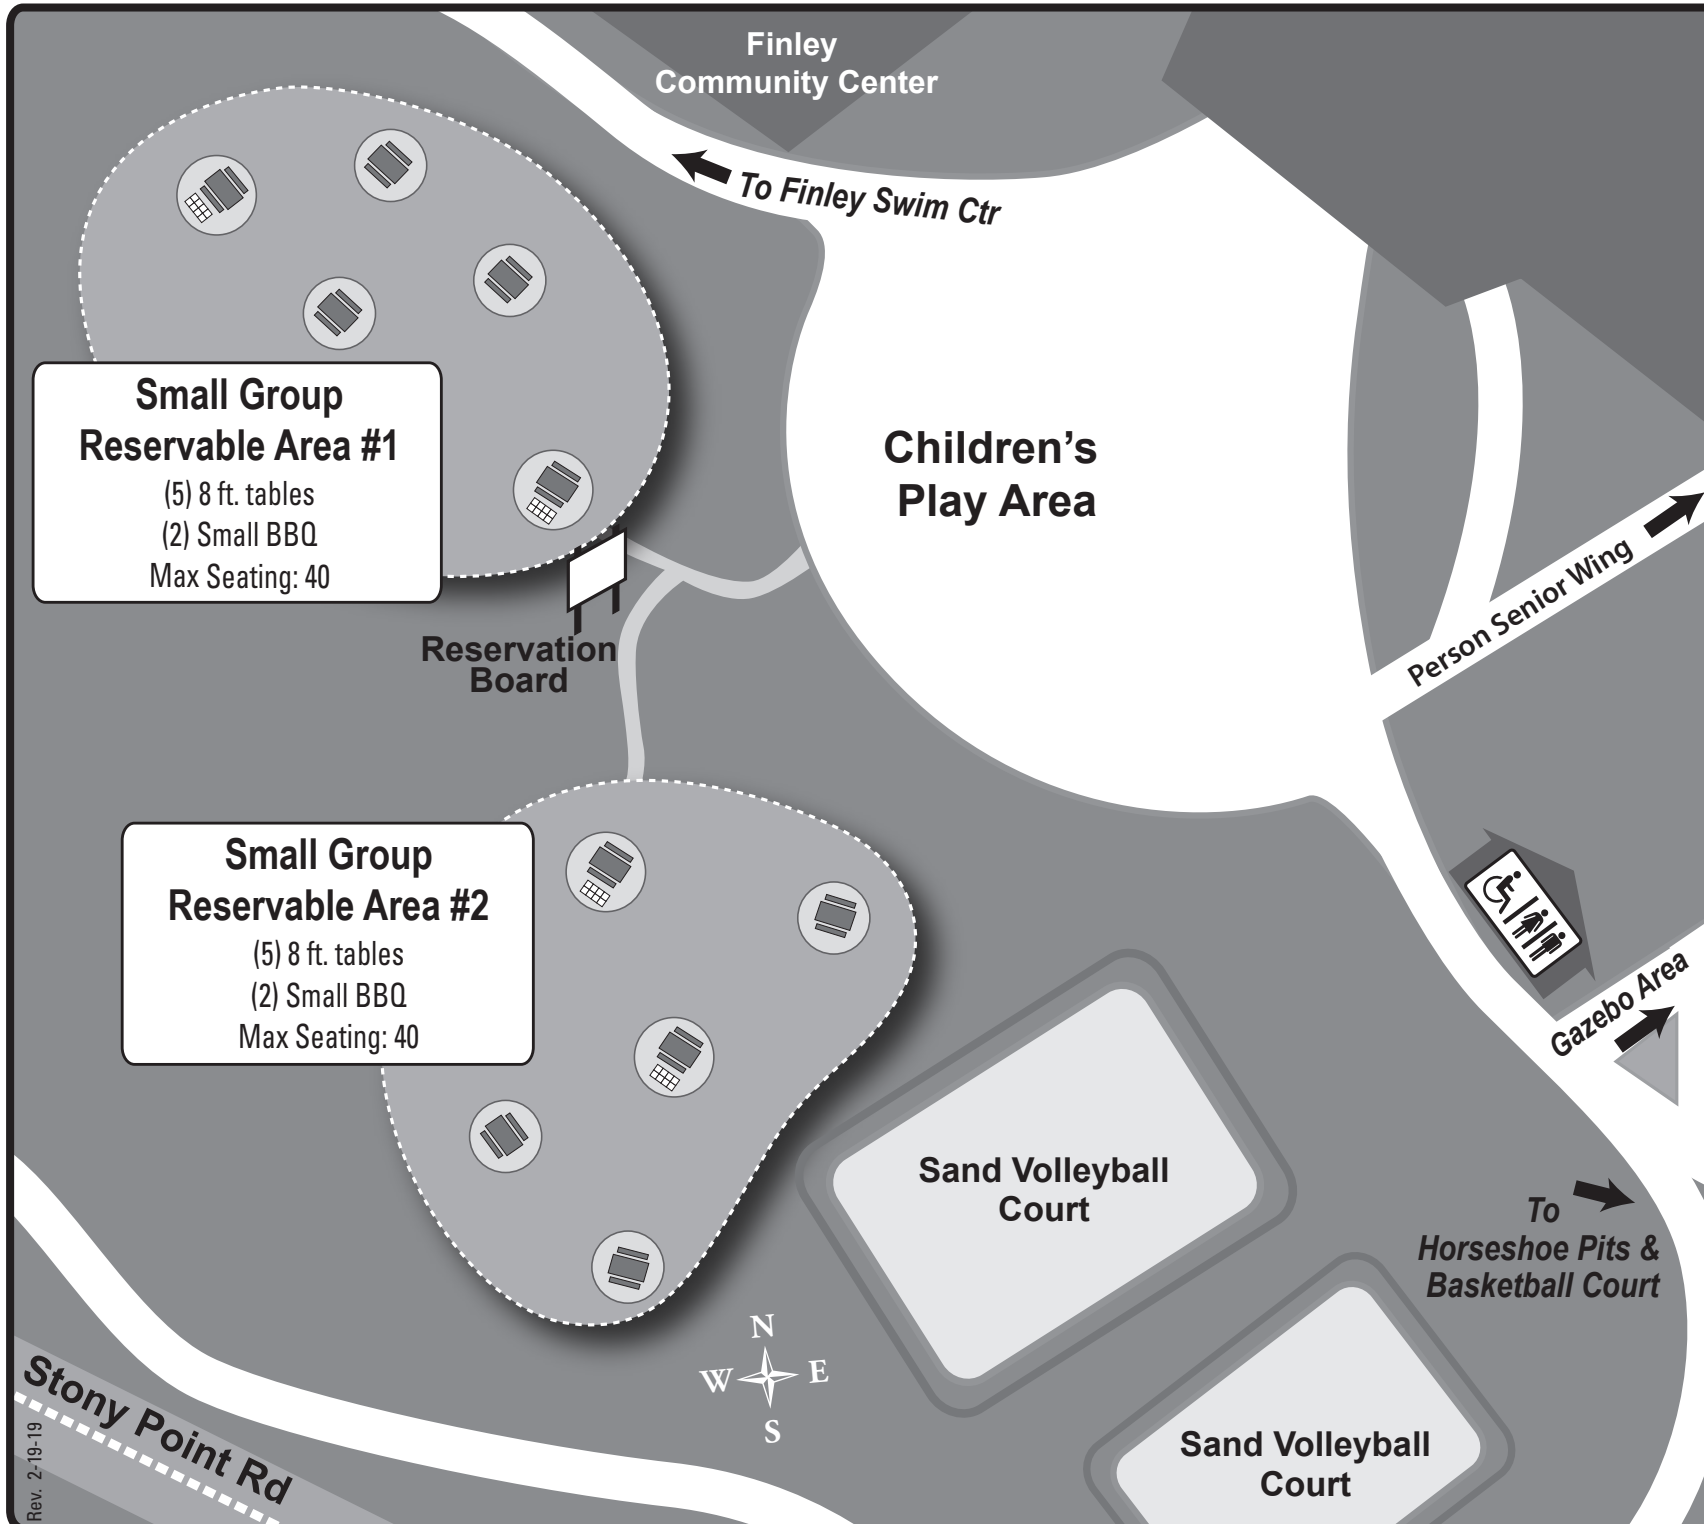 Finley
Community Center
To Finley Swim Ctr
Small Group
Reservable Area #1
(5) 8 ft. tables
(2) Small BBQ
Max Seating: 40
Children’s
Play Area
Person Senior Wing
Reservation
Board
Small Group
Reservable Area #2
(5) 8 ft. tables
(2) Small BBQ
Max Seating: 40
Gazebo Area
Sand Volleyball
Court
To
Horseshoe Pits &
Basketball Court
N
W E
S
Stony Point Rd
Sand Volleyball
Court
Rev. 2-19-19